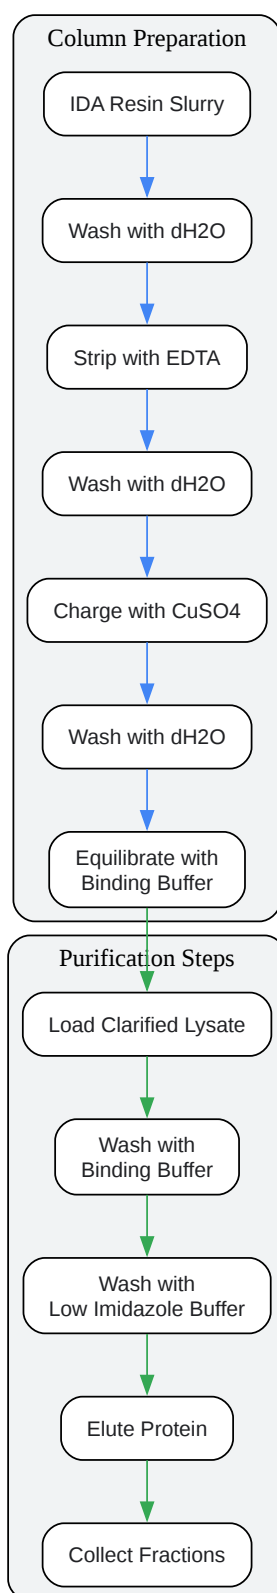 Column Preparation
IDA Resin Slurry
Wash with dH2O
Strip with EDTA
Wash with dH2O
Charge with CuSO4
Wash with dH2O
Equilibrate with
Binding Buffer
Purification Steps
Load Clarified Lysate
Wash with
Binding Buffer
Wash with
Low Imidazole Buffer
Elute Protein
Collect Fractions